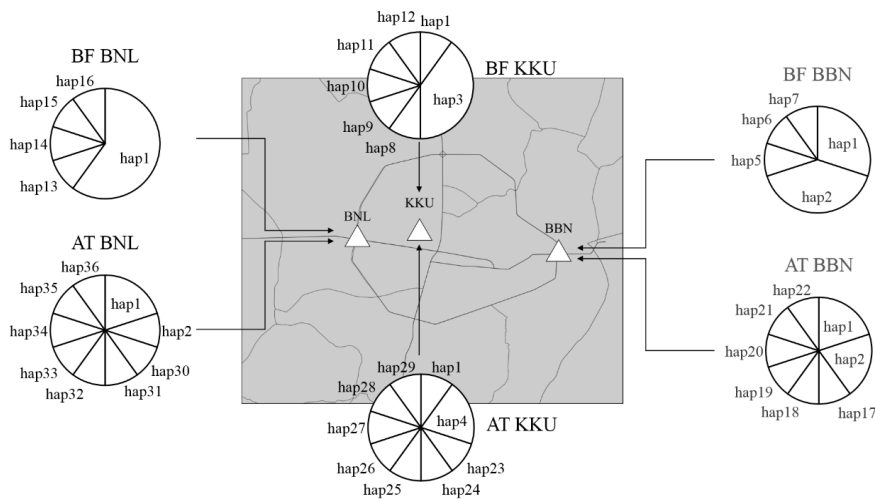 BF BNL
hap16
hap15
hap14
hap13
hap1
hap12
hap1
hap11
hap10
hap3
hap9
hap8
BF KKU
BF BBN
hap7
hap6
hap5
hap1
hap2
BNL
KKU
BBN
AT BNL
hap36
hap35
hap1
hap34
hap2
hap33
hap30
hap32
hap31
hap29
hap1
hap28
hap4
hap27
hap26
hap23
hap25
hap24
AT KKU
AT BBN
hap22
hap21
hap1
hap20
hap2
hap19
hap18
hap17